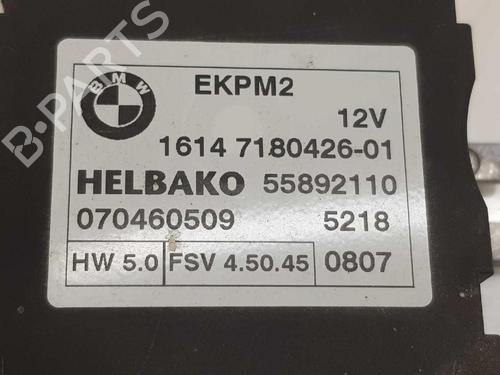 B-PARTS
BMW
EKPM2
12V
1614 7180426-01
HELBAKO 55892110
070460509 5218
HW 5.0 FSV 4.50.45 0807